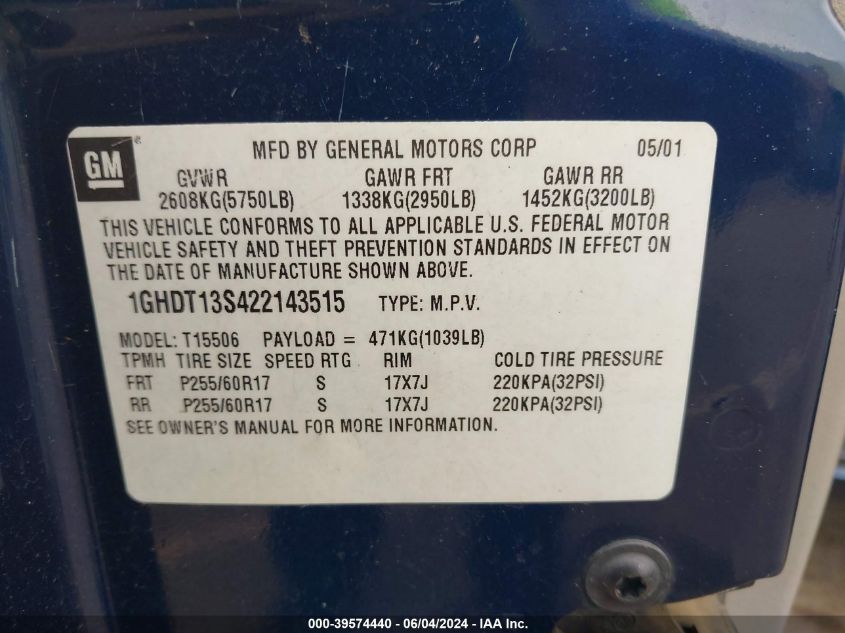 GM
MFD BY GENERAL MOTORS CORP 05/01
GVWR GAWR FRT GAWR RR
2608KG(5750LB) 1338KG(2950LB) 1452KG(3200LB)
THIS VEHICLE CONFORMS TO ALL APPLICABLE U.S. FEDERAL MOTOR
VEHICLE SAFETY AND THEFT PREVENTION STANDARDS IN EFFECT ON
THE DATE OF MANUFACTURE SHOWN ABOVE.
1GHDT13S422143515 TYPE: M.P.V.
MODEL: T15506 PAYLOAD = 471KG(1039LB)
TPMH TIRE SIZE SPEED RTG RIM COLD TIRE PRESSURE
FRT P255/60R17 S 17X7J 220KPA(32PSI)
RR P255/60R17 S 17X7J 220KPA(32PSI)
SEE OWNER'S MANUAL FOR MORE INFORMATION.
000-39574440 - 06/04/2024 - IAA Inc.